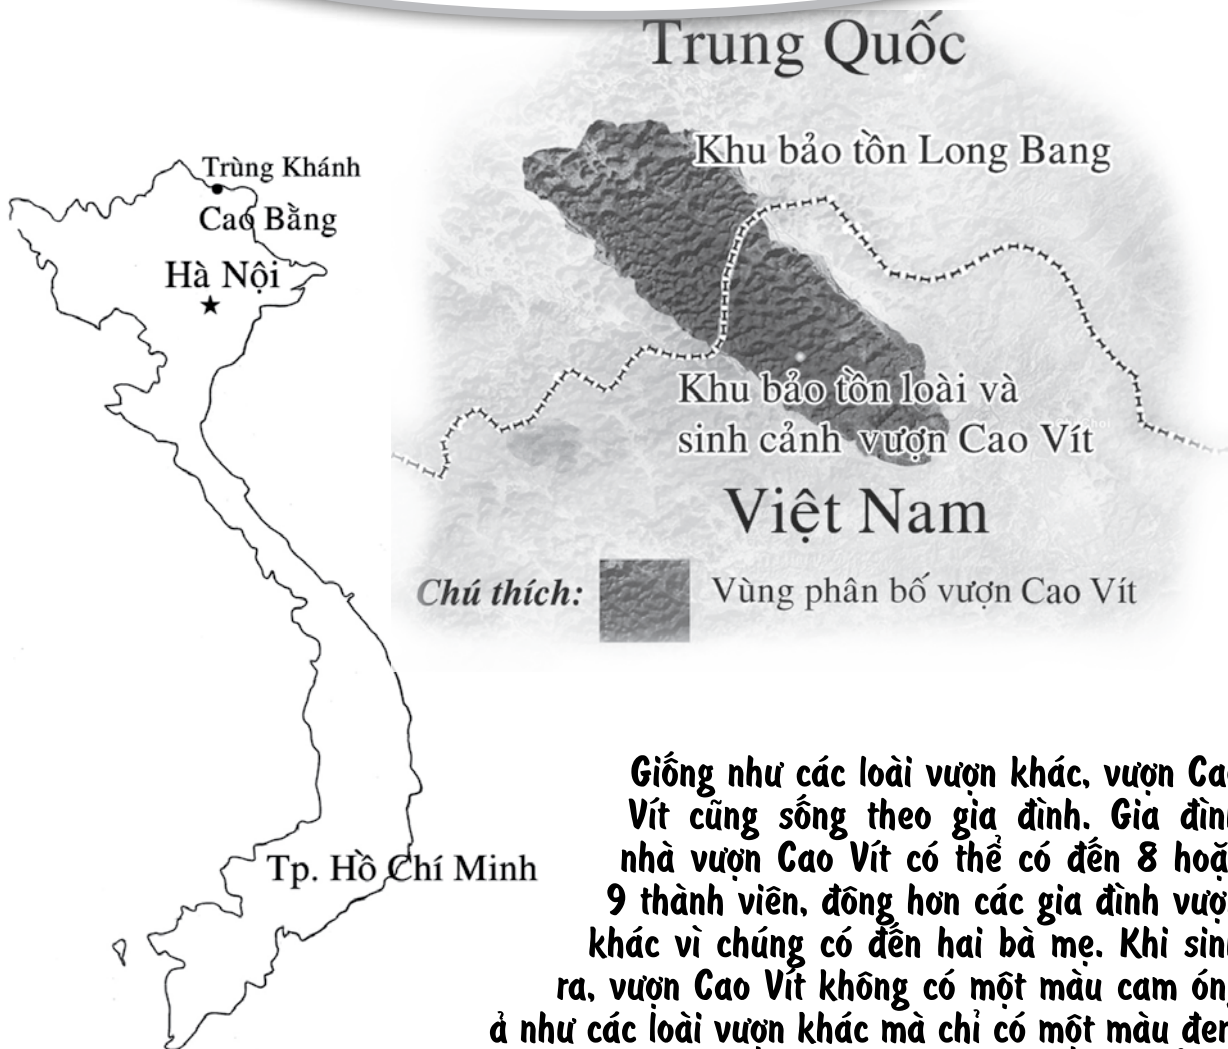 Trung Quốc
Khu bảo tồn Long Bang
Trùng Khánh
Cao Bằng
Hà Nội
Khu bảo tồn loài và
sinh cảnh vượn Cao Vít
Việt Nam
Chú thích:
Vùng phân bố vượn Cao Vít
Tp. Hồ Chí Minh
Giống như các loài vượn khác, vượn
Vít cũng sống theo gia đình. Gia
nhà vượn Cao Vít có thể có đến 8
9 thành viên, đông hơn các gia đình
khác vì chúng có đến hai bà mẹ. Khi
ra, vượn Cao Vít không có một màu cam
ả như các loài vượn khác mà chỉ có một màu